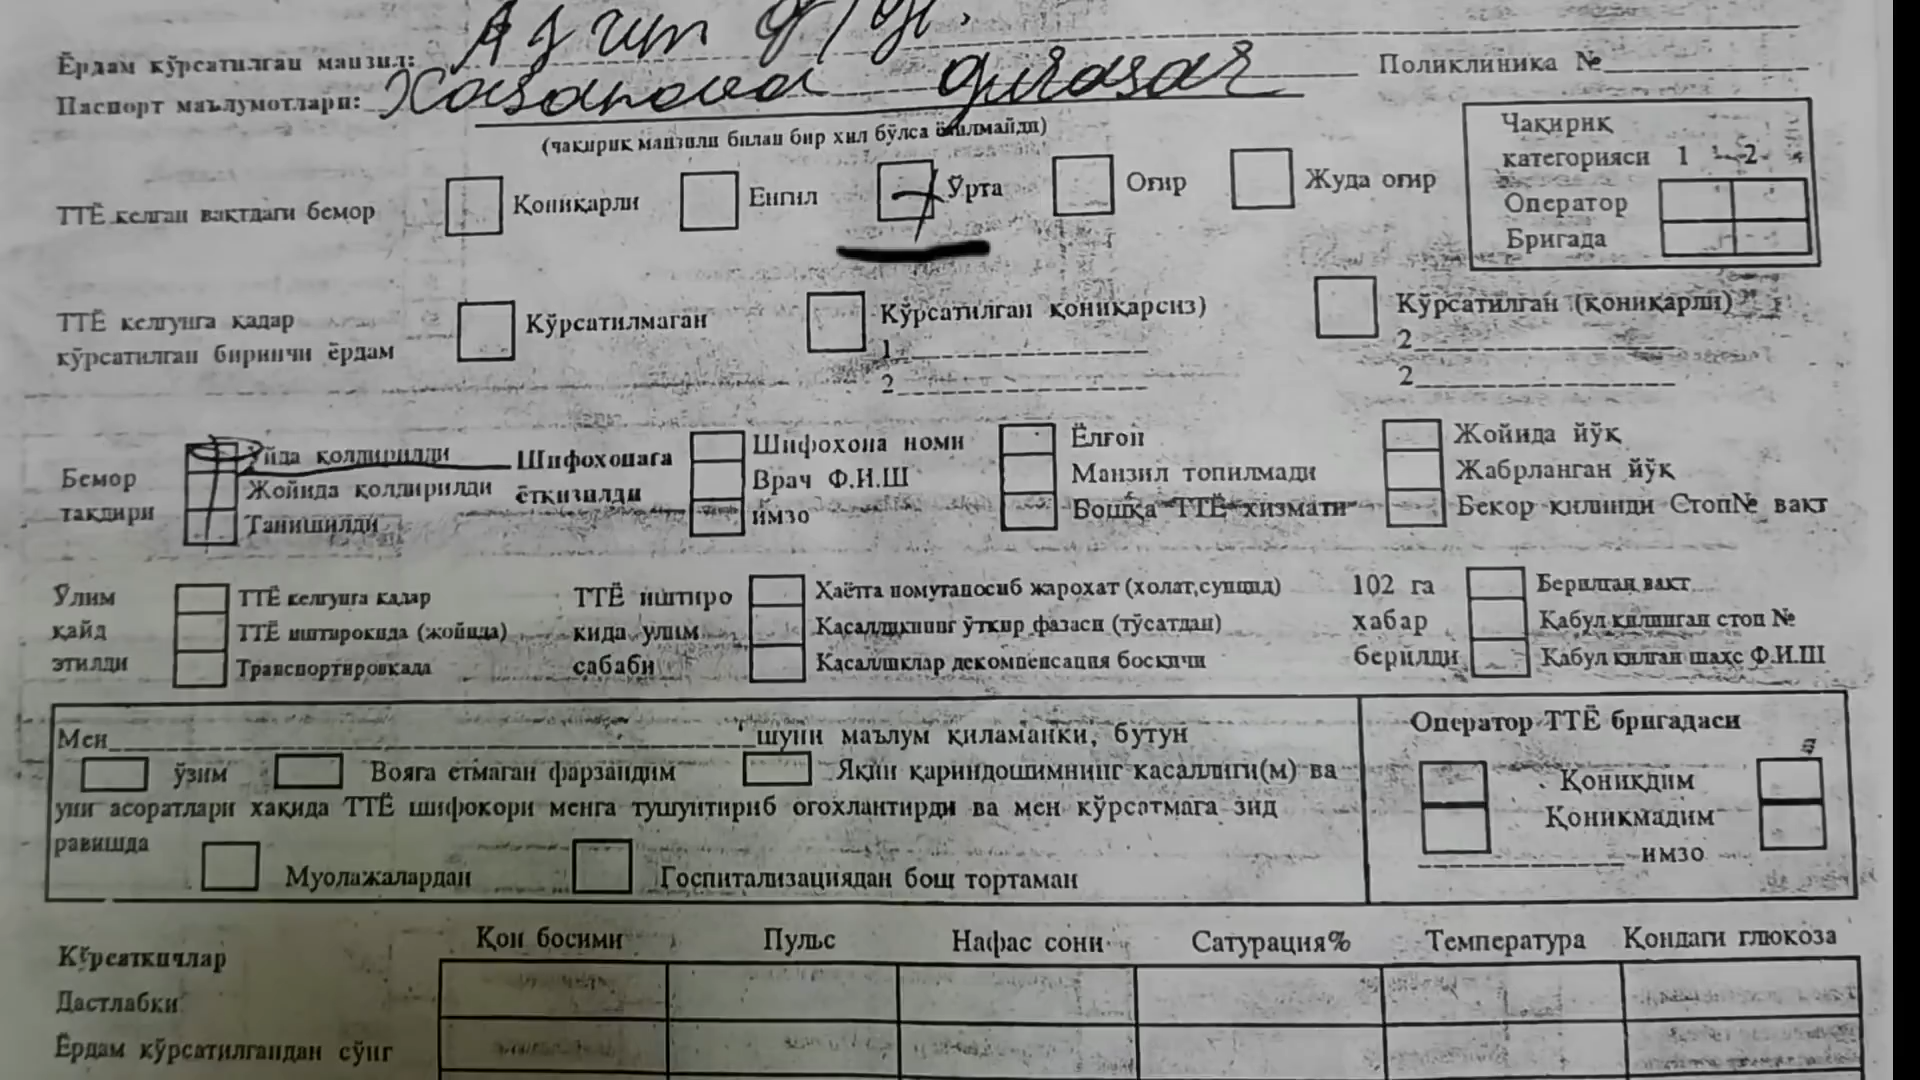 Ёрдам кўрсатилган манзил:
Паспорт маълумотлари: Хасанова
Поликлиника №
(чақириқ манзили билан бир хил бўлса ёзилмайди)
Чақириқ
категорияси 1 2
Оператор
Бригада
ТТЁ келган вақтдаги бемор Қониқарли Енгил Ўрта Оғир Жуда оғир
ТТЁ келгунга қадар
кўрсатилган биринчи ёрдам
Кўрсатилмаган
Кўрсатилган қониқарсиз)
1
2
Кўрсатилган (қониқарли)
2
2
Бемор
тақдири
Уйда қолдирилди
Жойида қолдирилди
Танишилди
Шифохонага
ётқизилди
Шифохона номи
Врач Ф.И.Ш
имзо
Ёлғон
Манзил топилмади
Бошқа ТТЁ хизмати
Жойида йўқ
Жабрланган йўқ
Бекор қилинди Стоп№ вақт
Ўлим
қайд
этилди
ТТЁ келгунга қадар
ТТЁ иштирокида (жойида)
Транспортировкада
ТТЁ иштиро
кида улим
сабаби
Ҳаётга номутаносиб жароҳат (холат,суицид)
Касалликнинг ўткир фазаси (тўсатдан)
Касалликлар декомпенсация босқичи
102 га
хабар
берилди
Берилган вақт
Қабул қилинган стоп №
Қабул қилган шахс Ф.И.Ш
Мен шуни маълум қиламанки, бутун
ўзим Вояга етмаган фарзандим Яқин қариндошимнинг касаллиги(м) ва
уни асоратлари хақида ТТЁ шифокори менга тушунтириб огохлантирди ва мен кўрсатмага зид
равишда
Муолажалардан Госпитализациядан бош тортаман
Оператор ТТЁ бригадаси
Қониқдим
Қониқмадим
имзо
Кўрсаткичлар Қон босими Пульс Нафас сони Сатурация% Температура Қондаги глюкоза
Дастлабки
Ёрдам кўрсатилгандан сўнг